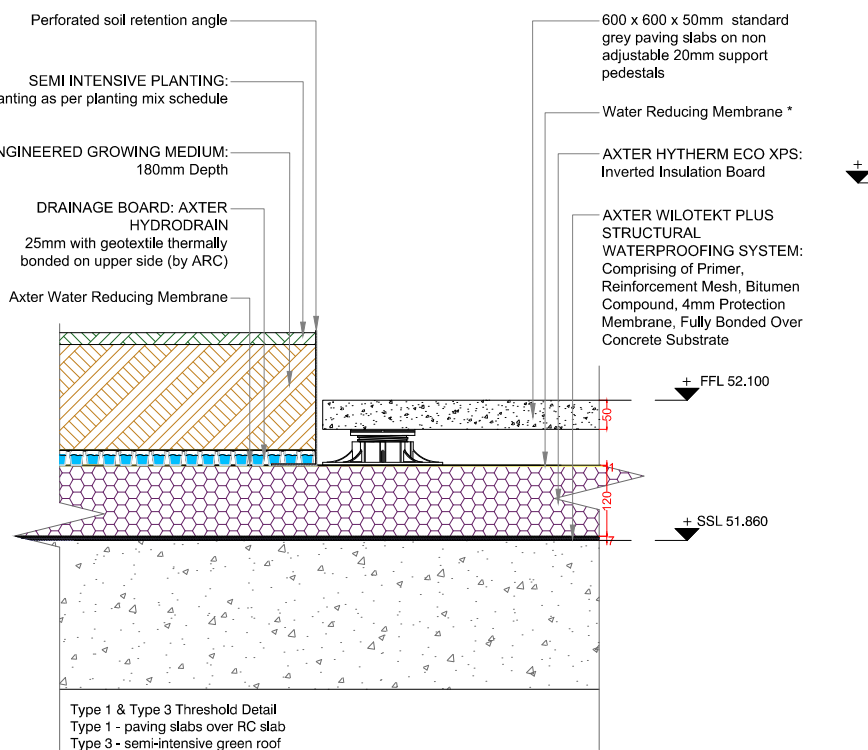 Perforated soil retention angle
SEMI INTENSIVE PLANTING:
anting as per planting mix schedule
NGINEERED GROWING MEDIUM:
180mm Depth
DRAINAGE BOARD: AXTER
HYDRODRAIN
25mm with geotextile thermally
bonded on upper side (by ARC)
Axter Water Reducing Membrane
600 x 600 x 50mm standard
grey paving slabs on non
adjustable 20mm support
pedestals
Water Reducing Membrane *
AXTER HYTHERM ECO XPS:
Inverted Insulation Board
AXTER WILOTEKT PLUS
STRUCTURAL
WATERPROOFING SYSTEM:
Comprising of Primer,
Reinforcement Mesh, Bitumen
Compound, 4mm Protection
Membrane, Fully Bonded Over
Concrete Substrate
+
+ FFL 52.100
50
1
120
+ SSL 51.860
7
Type 1 & Type 3 Threshold Detail
Type 1 - paving slabs over RC slab
Type 3 - semi-intensive green roof